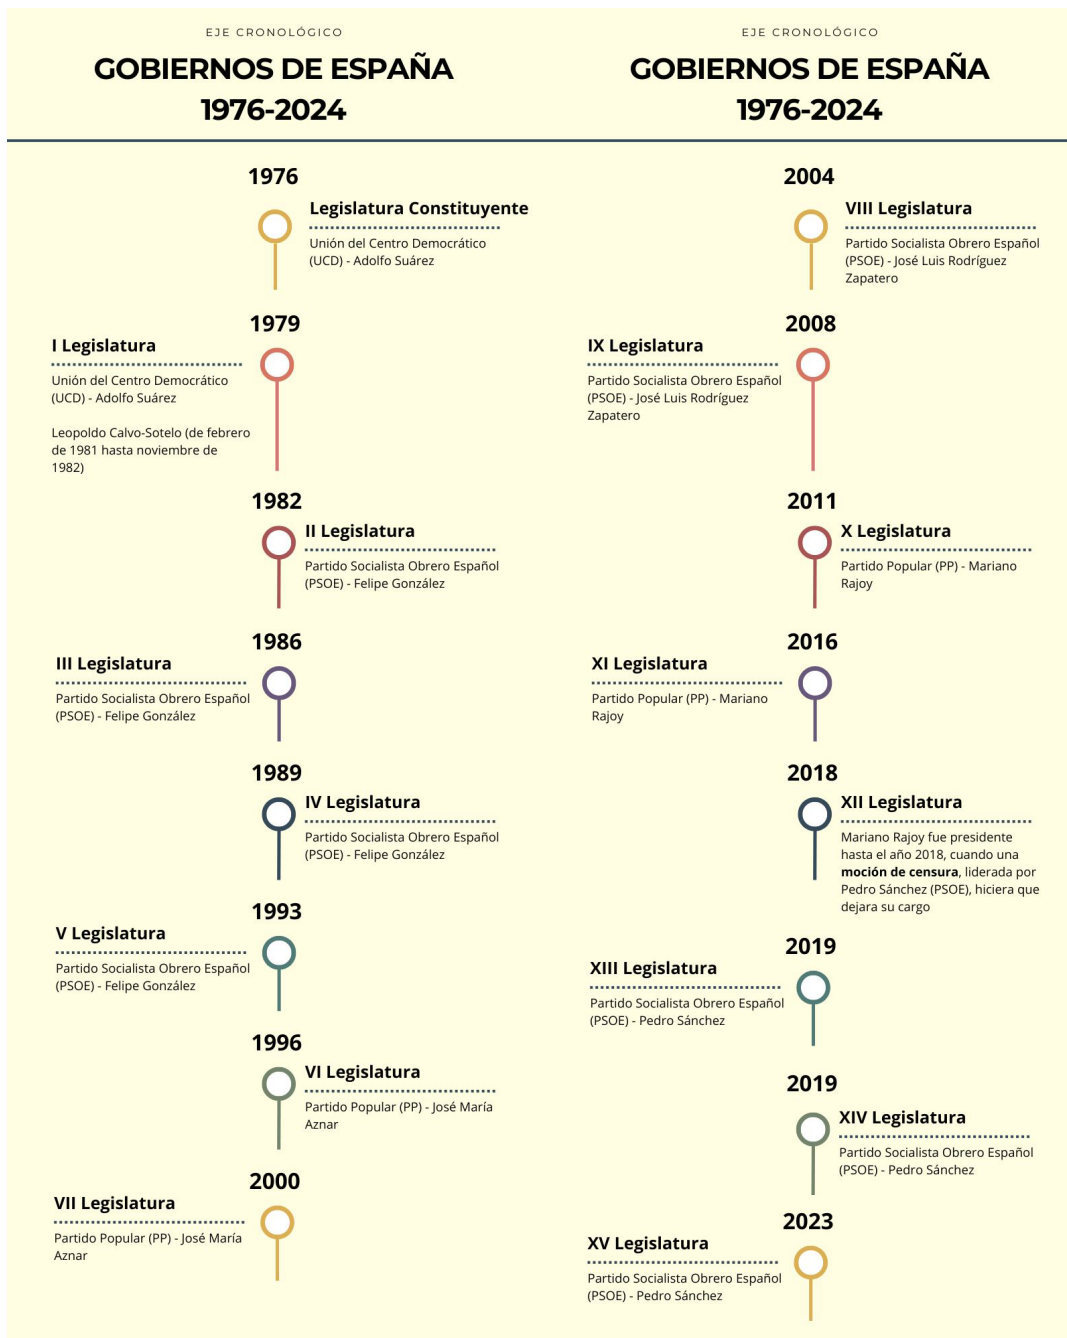 EJE CRONOLÓGICO
GOBIERNOS DE ESPAÑA
1976-2024
1976
Legislatura Constituyente
Unión del Centro Democrático
(UCD) - Adolfo Suárez
1979
I Legislatura
Unión del Centro Democrático
(UCD) - Adolfo Suárez
Leopoldo Calvo-Sotelo (de febrero
de 1981 hasta noviembre de
1982)
1982
II Legislatura
Partido Socialista Obrero Español
(PSOE) - Felipe González
1986
III Legislatura
Partido Socialista Obrero Español
(PSOE) - Felipe González
1989
IV Legislatura
Partido Socialista Obrero Español
(PSOE) - Felipe González
1993
V Legislatura
Partido Socialista Obrero Español
(PSOE) - Felipe González
1996
VI Legislatura
Partido Popular (PP) - José María
Aznar
2000
VII Legislatura
Partido Popular (PP) - José María
Aznar
EJE CRONOLÓGICO
GOBIERNOS DE ESPAÑA
1976-2024
2004
VIII Legislatura
Partido Socialista Obrero Español
(PSOE) - José Luis Rodríguez
Zapatero
2008
IX Legislatura
Partido Socialista Obrero Español
(PSOE) - José Luis Rodríguez
Zapatero
2011
X Legislatura
Partido Popular (PP) - Mariano
Rajoy
2016
XI Legislatura
Partido Popular (PP) - Mariano
Rajoy
2018
XII Legislatura
Mariano Rajoy fue presidente
hasta el año 2018, cuando una
moción de censura, liderada por
Pedro Sánchez (PSOE), hiciera que
dejara su cargo
2019
XIII Legislatura
Partido Socialista Obrero Español
(PSOE) - Pedro Sánchez
2019
XIV Legislatura
Partido Socialista Obrero Español
(PSOE) - Pedro Sánchez
2023
XV Legislatura
Partido Socialista Obrero Español
(PSOE) - Pedro Sánchez